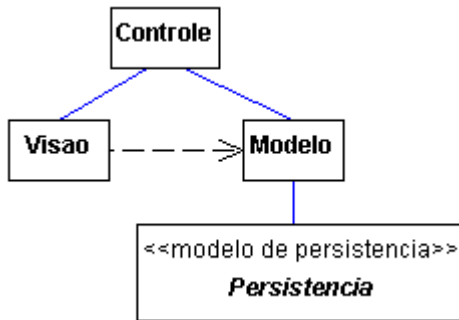 Controle
Visao
Modelo
<<modelo de persistencia>>
Persistencia